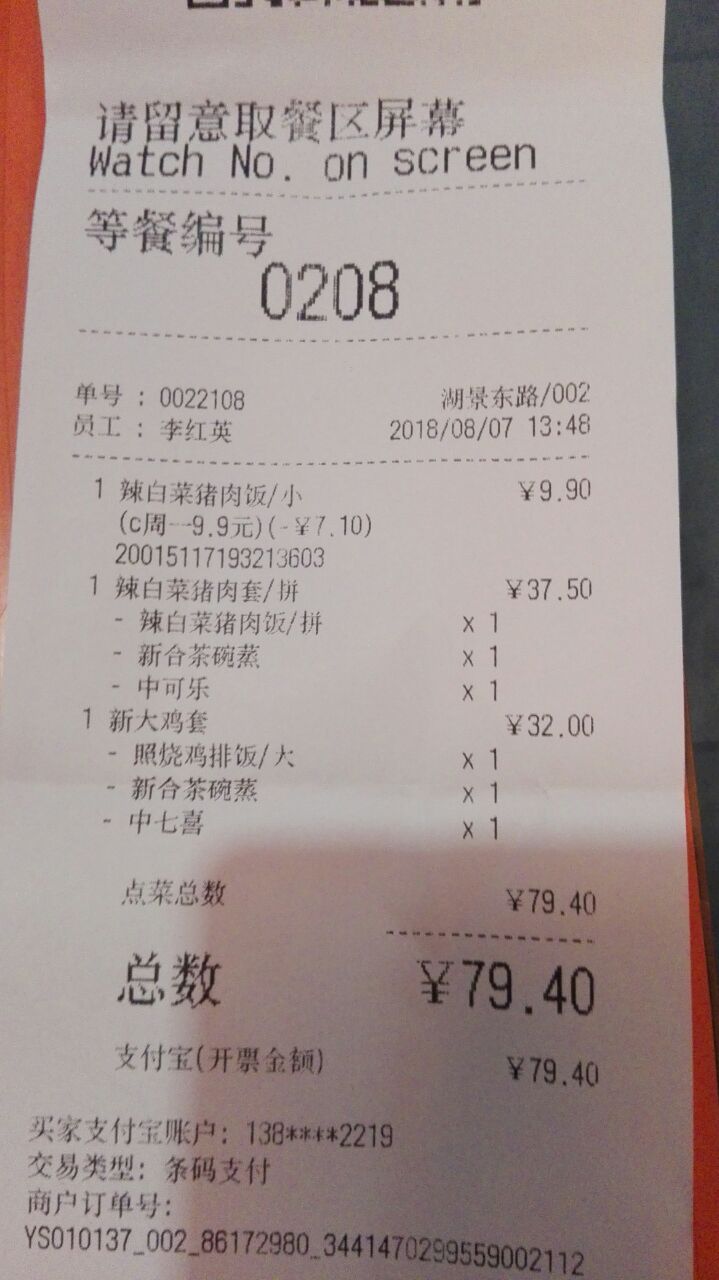 请留意取餐区屏幕
Watch No. on screen
等餐编号
0208
单号 : 0022108 湖景东路/002
员工 : 李红英 2018/08/07 13:48
1 辣白菜猪肉饭/小 ¥9.90
(c周一9.9元)(-¥7.10)
20015117193213603
1 辣白菜猪肉套/拼 ¥37.50
- 辣白菜猪肉饭/拼 x 1
- 新合茶碗蒸 x 1
- 中可乐 x 1
1 新大鸡套 ¥32.00
- 照烧鸡排饭/大 x 1
- 新合茶碗蒸 x 1
- 中七喜 x 1
点菜总数 ¥79.40
总数 ¥79.40
支付宝(开票金额) ¥79.40
买家支付宝账户: 138****2219
交易类型: 条码支付
商户订单号:
YS010137_002_86172980_3441470299559002112